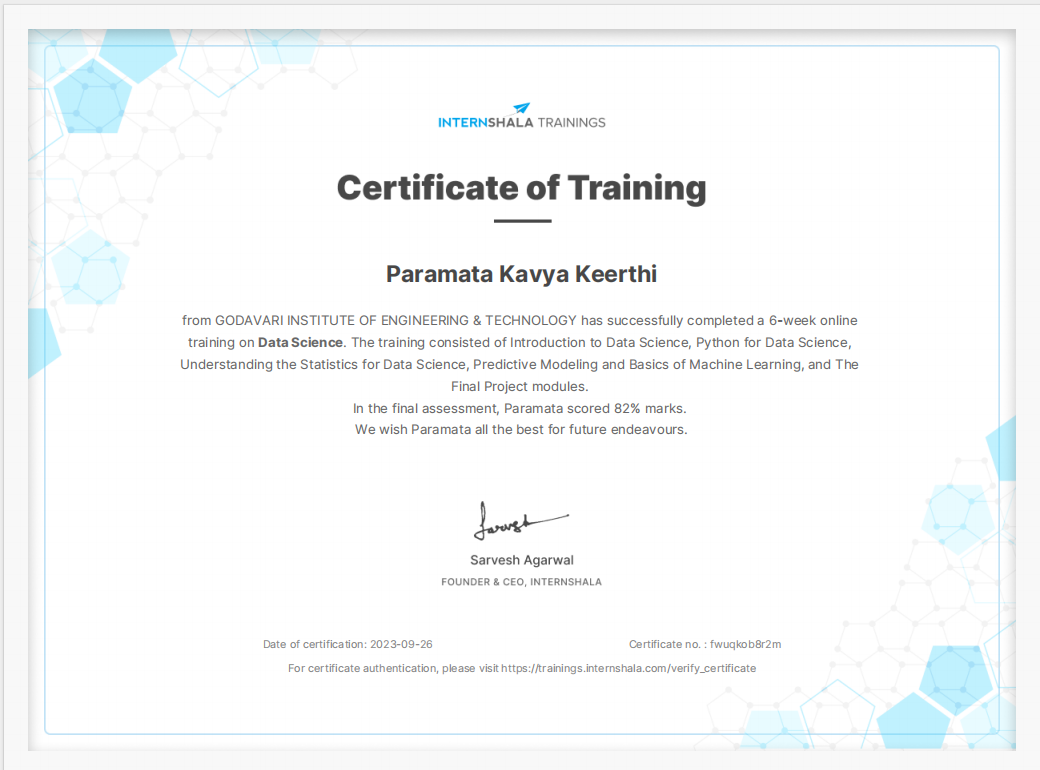 INTERNSHALA TRAININGS
Certificate of Training
Paramata Kavya Keerthi
from GODAVARI INSTITUTE OF ENGINEERING & TECHNOLOGY has successfully completed a 6-week online
training on Data Science. The training consisted of Introduction to Data Science, Python for Data Science,
Understanding the Statistics for Data Science, Predictive Modeling and Basics of Machine Learning, and The
Final Project modules.
In the final assessment, Paramata scored 82% marks.
We wish Paramata all the best for future endeavours.
Sarvesh
Sarvesh Agarwal
FOUNDER & CEO, INTERNSHALA
Date of certification: 2023-09-26
Certificate no. : fwuqkob8r2m
For certificate authentication, please visit https://trainings.internshala.com/verify_certificate